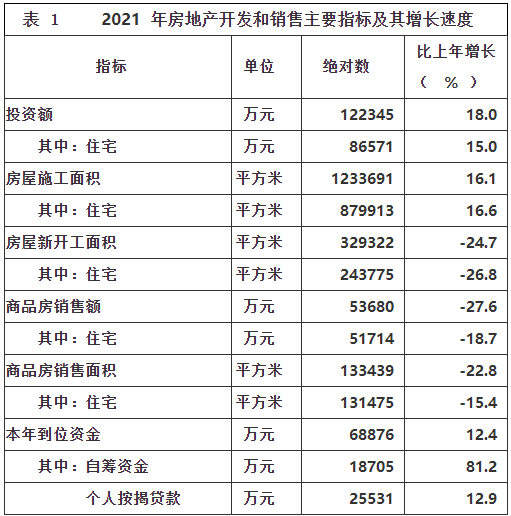 表 1 2021 年房地产开发和销售主要指标及其增长速度
指标 单位 绝对数 比上年增长
（ % ）
投资额 万元 122345 18.0
其中：住宅 万元 86571 15.0
房屋施工面积 平方米 1233691 16.1
其中：住宅 平方米 879913 16.6
房屋新开工面积 平方米 329322 -24.7
其中：住宅 平方米 243775 -26.8
商品房销售额 万元 53680 -27.6
其中：住宅 万元 51714 -18.7
商品房销售面积 平方米 133439 -22.8
其中：住宅 平方米 131475 -15.4
本年到位资金 万元 68876 12.4
其中：自筹资金 万元 18705 81.2
个人按揭贷款 万元 25531 12.9